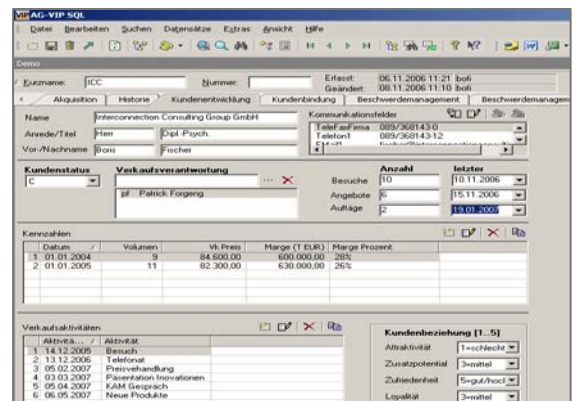 AG-VIP SQL
Datei Bearbeiten Suchen Datensätze Extras Ansicht Hilfe
Demo
Kurzname: ICC Nummer: Erfasst: 06.11.2006 11:21 bofi
Geändert: 08.11.2006 11:10 bofi
Akquisition Historie Kundenentwicklung Kundenbindung Beschwerdemanagement Beschwerdemanagem
Name Interconnection Consulting Group GmbH Kommunikationsfelder
Anrede/Titel Herr Dipl.-Psych. TeleFaxFirma 089/368143-0
Telefon1 089/368143-12
Vor-/Nachname Boris Fischer
Kundenstatus Verkaufsverantwortung Anzahl letzter
C Besuche 10 10.11.2006
pf Patrick Forgeng Angebote 6 15.11.2006
Aufträge 2 19.01.2007
Kennzahlen
Datum Volumen Vk Preis Marge (T EUR) Marge Prozent
1 01.01.2004 9 84.600,00 600.000,00 28%
2 01.01.2005 11 82.300,00 630.000,00 26%
Verkaufsaktivitäten Kundenbeziehung [1..5]
Aktivitä... Aktivität
1 14.12.2005 Besuch Attraktivität 1=schlecht
2 13.12.2006 Telefonat
3 05.02.2007 Preisverhandlung Zusatzpotential 3=mittel
4 03.03.2007 Präsentation Inovationen
5 05.04.2007 KAM Gespräch Zufriedenheit 5=gut/hoch
6 06.05.2007 Neue Produkte Loyalität 3=mittel